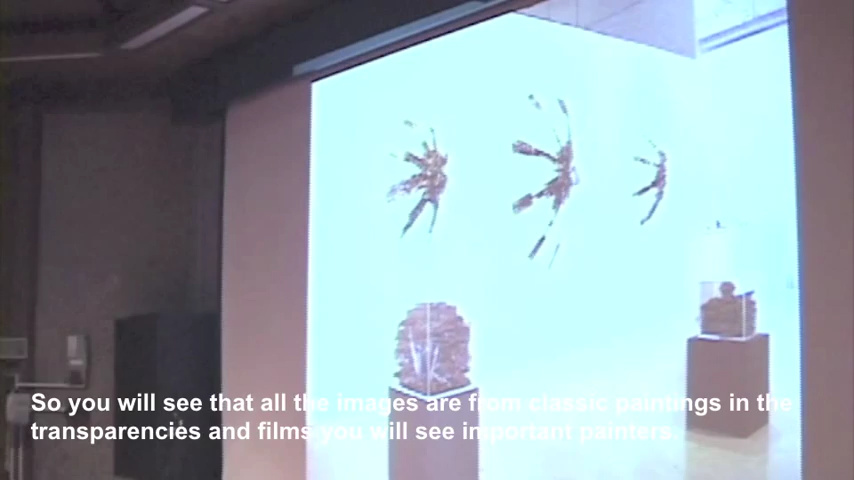 So you will see that all the images are from classic paintings in the
transparencies and films you will see important painters